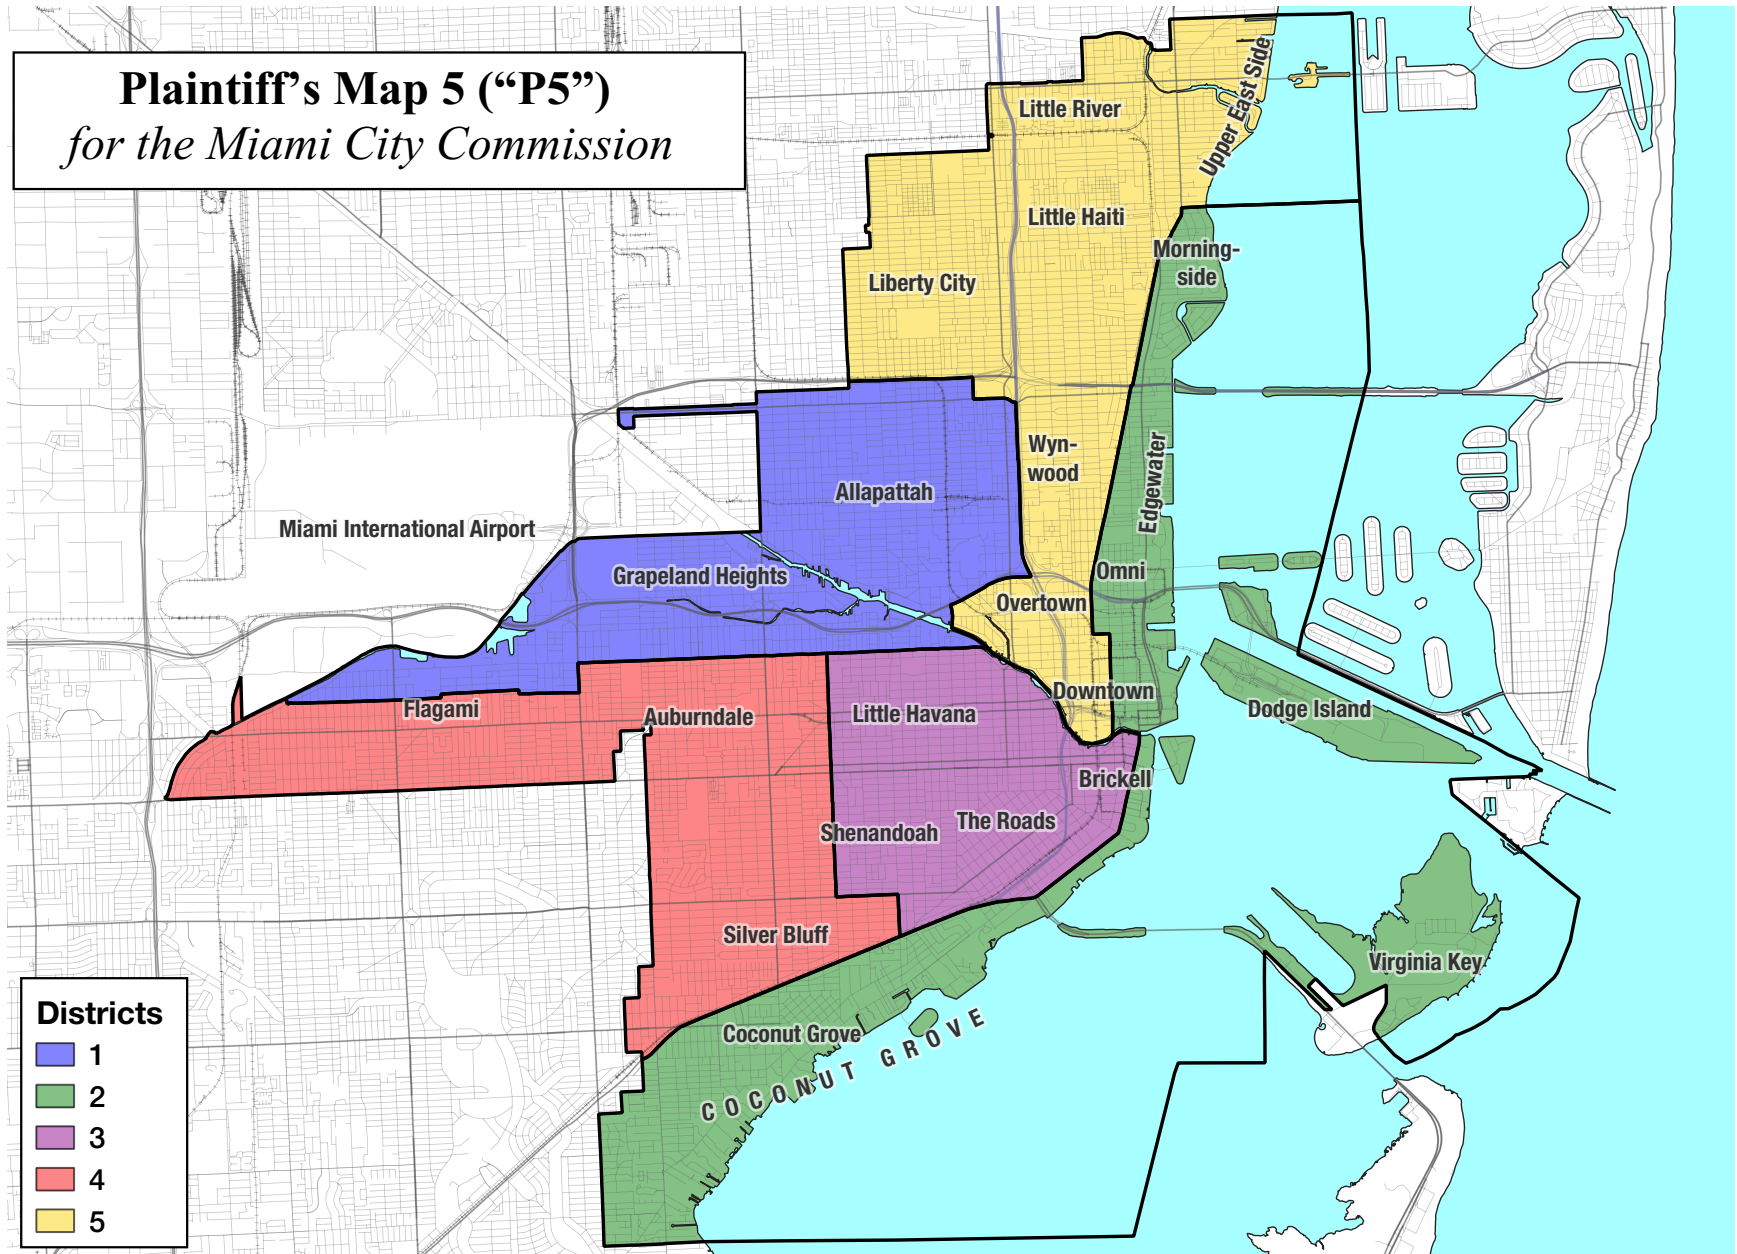 Plaintiff’s Map 5 (“P5”)
for the Miami City Commission
Little River
Upper East Side
Little Haiti
Morning-
side
Liberty City
Wyn-
wood
Edgewater
Allapattah
Miami International Airport
Grapeland Heights
Omni
Overtown
Downtown
Dodge Island
Flagami
Auburndale
Little Havana
Brickell
Shenandoah
The Roads
Silver Bluff
Virginia Key
Coconut Grove
COCONUT GROVE
Districts
1
2
3
4
5